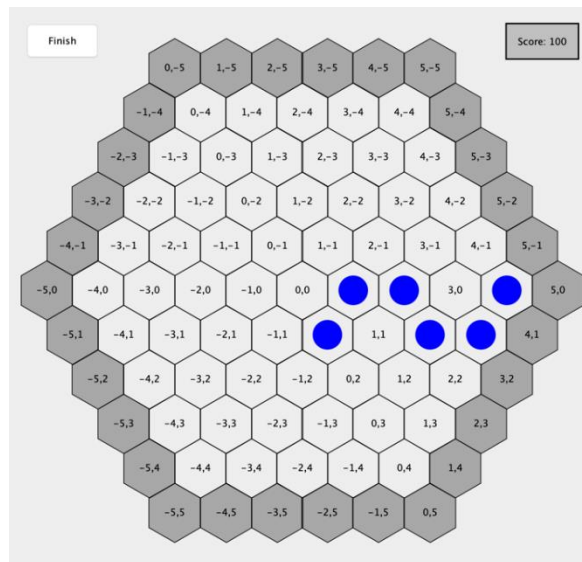 Finish Score: 100
0,-5 1,-5 2,-5 3,-5 4,-5 5,-5
-1,-4 0,-4 1,-4 2,-4 3,-4 4,-4 5,-4
-2,-3 -1,-3 0,-3 1,-3 2,-3 3,-3 4,-3 5,-3
-3,-2 -2,-2 -1,-2 0,-2 1,-2 2,-2 3,-2 4,-2 5,-2
-4,-1 -3,-1 -2,-1 -1,-1 0,-1 1,-1 2,-1 3,-1 4,-1 5,-1
-5,0 -4,0 -3,0 -2,0 -1,0 0,0 3,0 5,0
-5,1 -4,1 -3,1 -2,1 -1,1 1,1 4,1
-5,2 -4,2 -3,2 -2,2 -1,2 0,2 1,2 2,2 3,2
-5,3 -4,3 -3,3 -2,3 -1,3 0,3 1,3 2,3
-5,4 -4,4 -3,4 -2,4 -1,4 0,4 1,4
-5,5 -4,5 -3,5 -2,5 -1,5 0,5